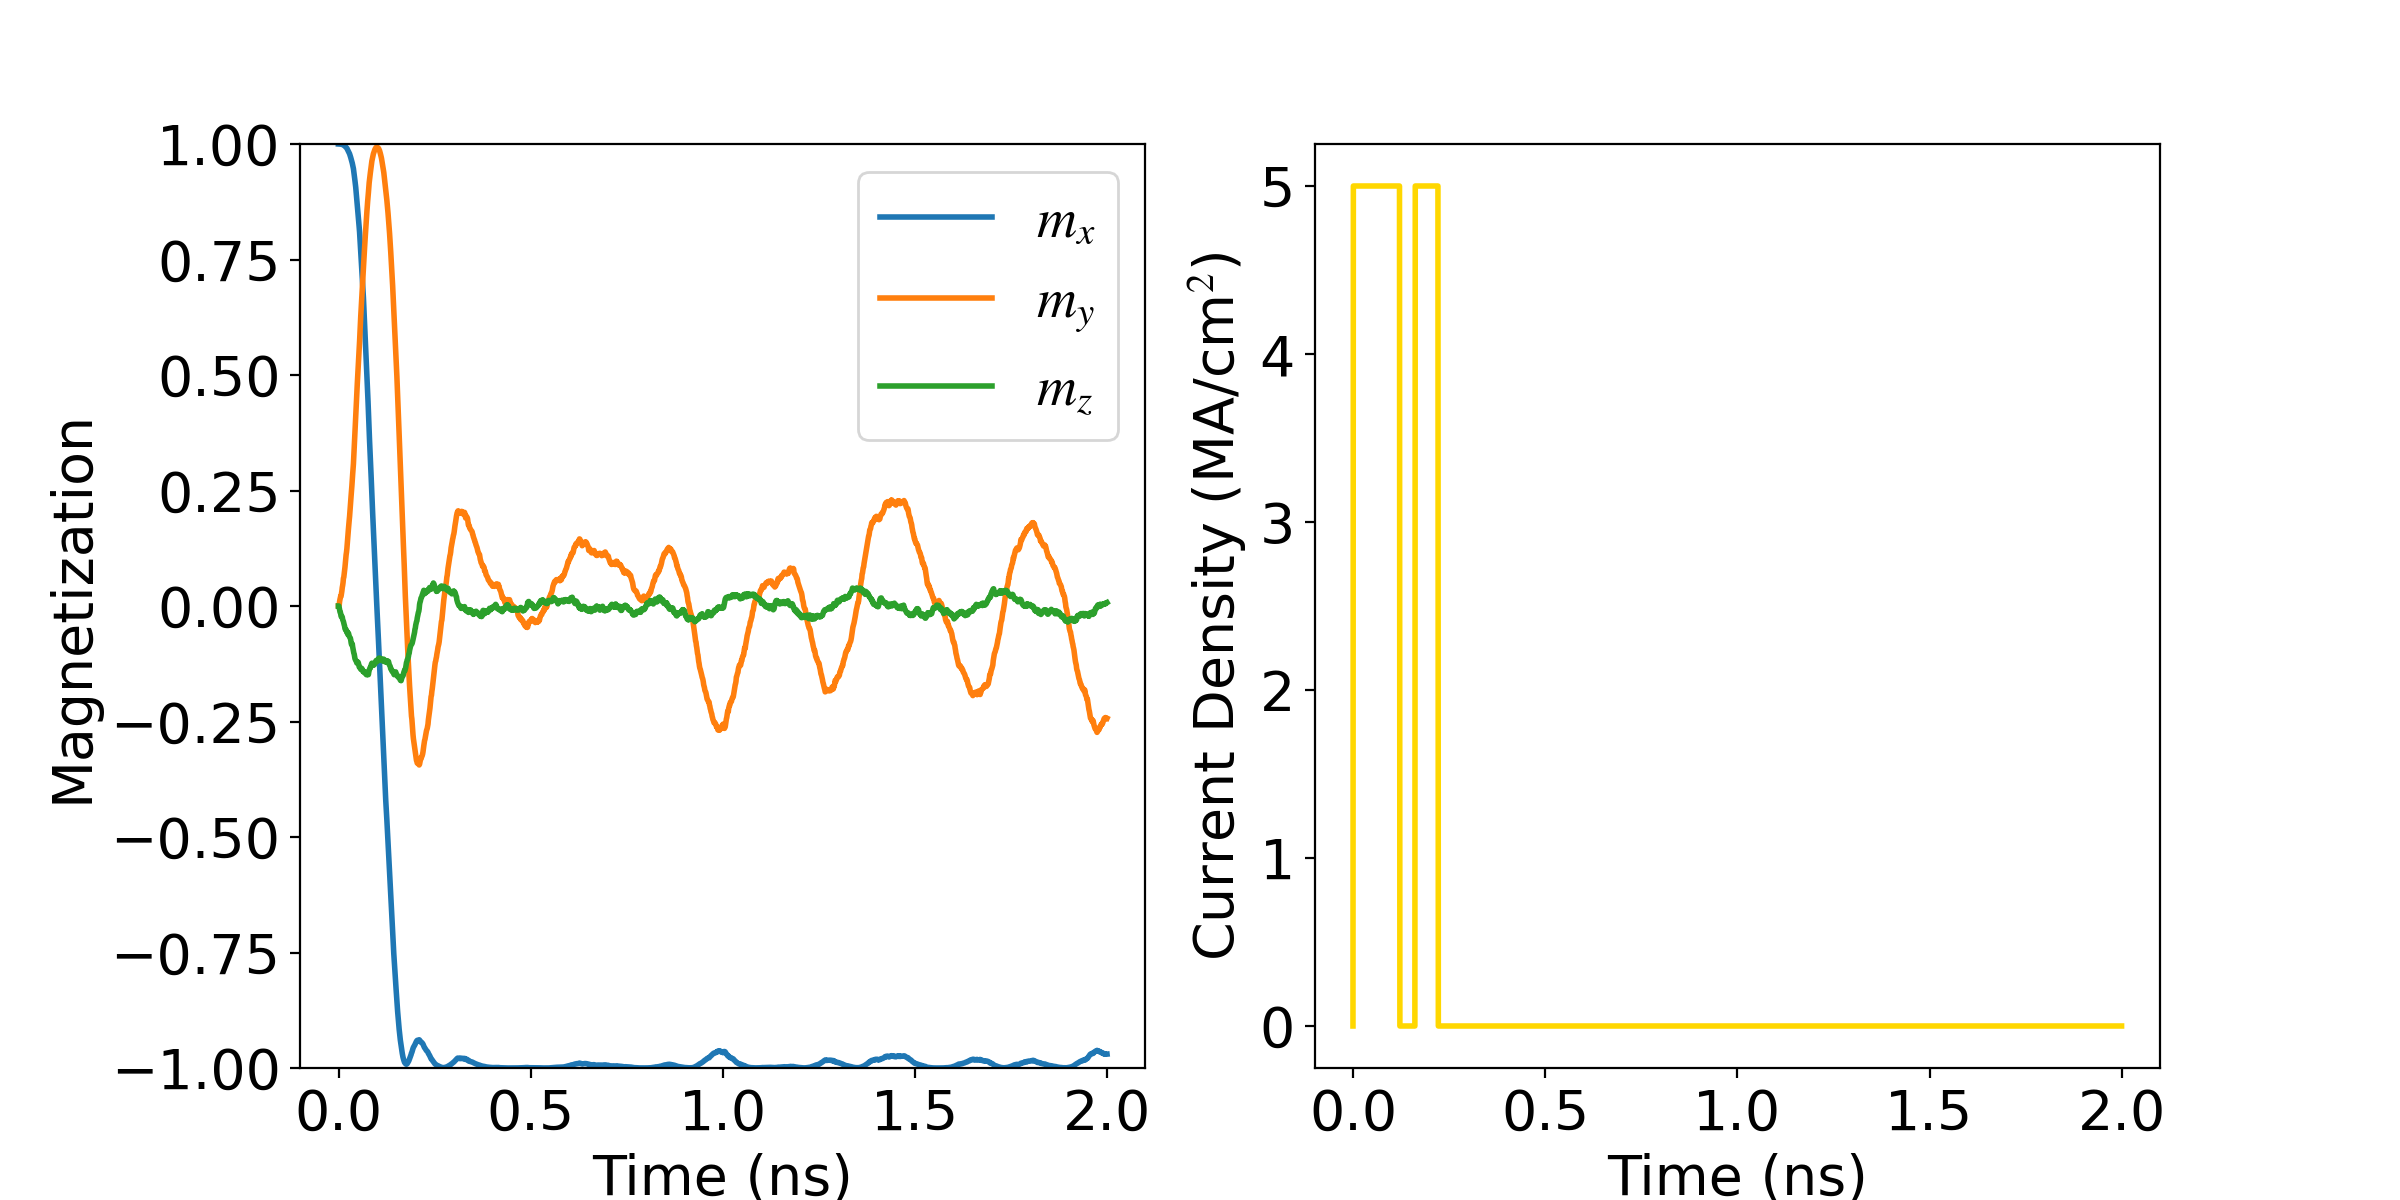 1.00
0.75
0.50
0.25
0.00
−0.25
−0.50
−0.75
−1.00
Magnetization
0.0 0.5 1.0 1.5 2.0
Time (ns)
m_x
m_y
m_z
5
4
3
2
1
0
Current Density (MA/cm²)
0.0 0.5 1.0 1.5 2.0
Time (ns)